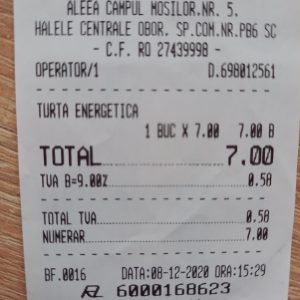 ALEEA CAMPUL MOSILOR.NR. 5.
HALELE CENTRALE OBOR. SP.COM.NR.PB6 SC
- C.F. RO 27439998 -
OPERATOR/1 D.698012561
TURTA ENERGETICA
1 BUC X 7.00 7.00 B
TOTAL 7.00
TVA B=9.00% 0.58
TOTAL TVA 0.58
NUMERAR 7.00
BF.0016 DATA:08-12-2020 ORA:15:29
6000168623